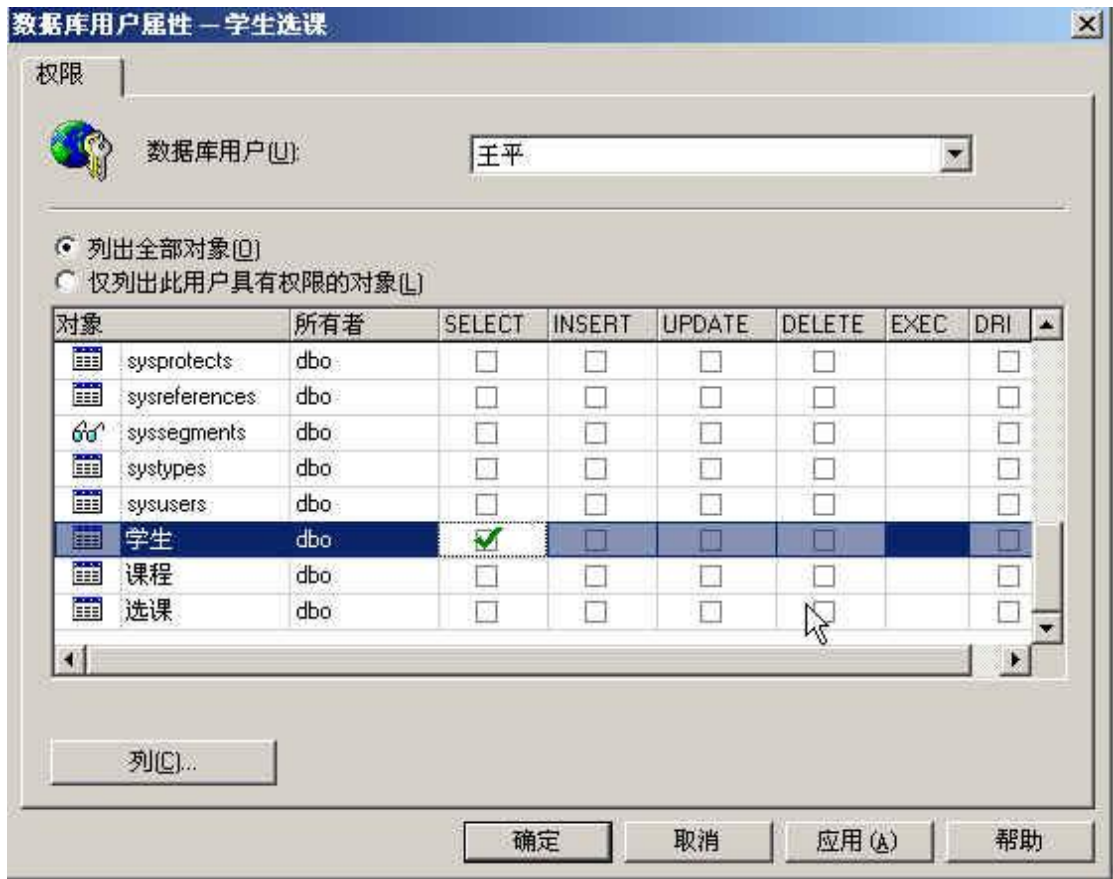 数据库用户属性 – 学生选课
权限
数据库用户(U): 王平
列出全部对象(O)
仅列出此用户具有权限的对象(L)
对象 所有者 SELECT INSERT UPDATE DELETE EXEC DRI
sysprotects dbo
sysreferences dbo
syssegments dbo
systypes dbo
sysusers dbo
学生 dbo
课程 dbo
选课 dbo
列(C)...
确定 取消 应用(A) 帮助